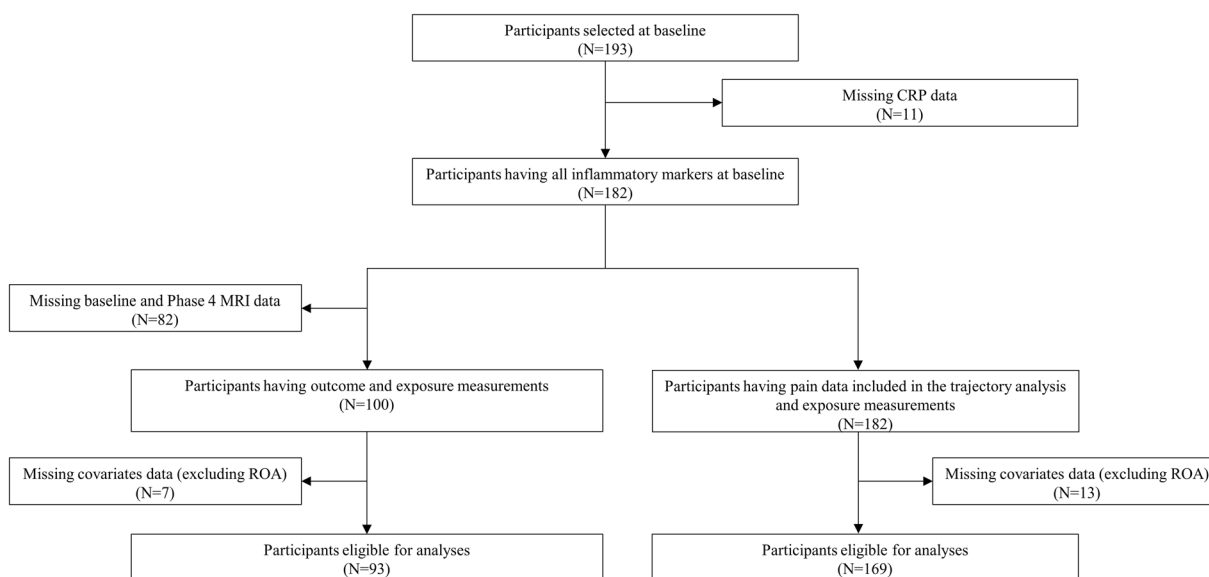 Participants selected at baseline
(N=193)
Missing CRP data
(N=11)
Participants having all inflammatory markers at baseline
(N=182)
Missing baseline and Phase 4 MRI data
(N=82)
Participants having outcome and exposure measurements
(N=100)
Participants having pain data included in the trajectory analysis
and exposure measurements
(N=182)
Missing covariates data (excluding ROA)
(N=7)
Missing covariates data (excluding ROA)
(N=13)
Participants eligible for analyses
(N=93)
Participants eligible for analyses
(N=169)